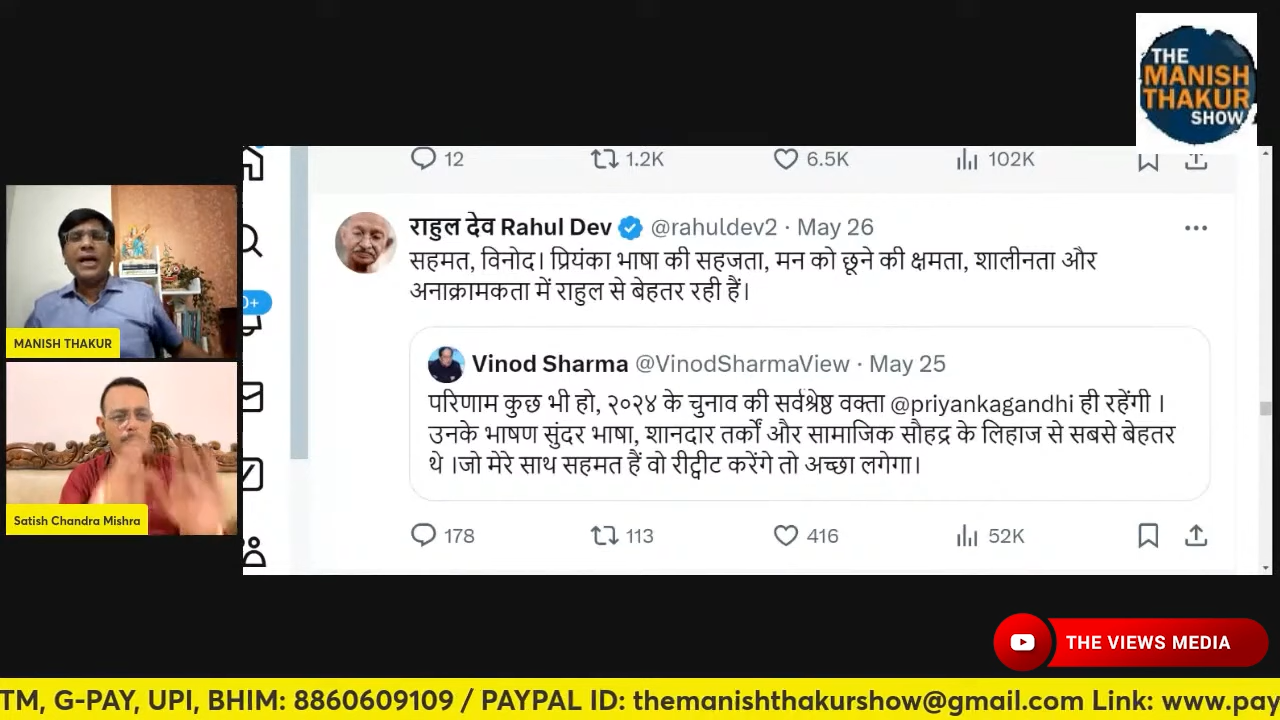 THE
MANISH
THAKUR
SHOW
12 1.2K 6.5K 102K
राहुल देव Rahul Dev @rahuldev2 · May 26
सहमत, विनोद। प्रियंका भाषा की सहजता, मन को छूने की क्षमता, शालीनता और
अनाक्रामकता में राहुल से बेहतर रही हैं।
Vinod Sharma @VinodSharmaView · May 25
परिणाम कुछ भी हो, २०२४ के चुनाव की सर्वश्रेष्ठ वक्ता @priyankagandhi ही रहेंगी ।
उनके भाषण सुंदर भाषा, शानदार तर्कों और सामाजिक सौहद्र के लिहाज से सबसे बेहतर
थे ।जो मेरे साथ सहमत हैं वो रीट्वीट करेंगे तो अच्छा लगेगा।
178 113 416 52K
0+
MANISH THAKUR
Satish Chandra Mishra
THE VIEWS MEDIA
TM, G-PAY, UPI, BHIM: 8860609109 / PAYPAL ID: themanishthakurshow@gmail.com Link: www.pay